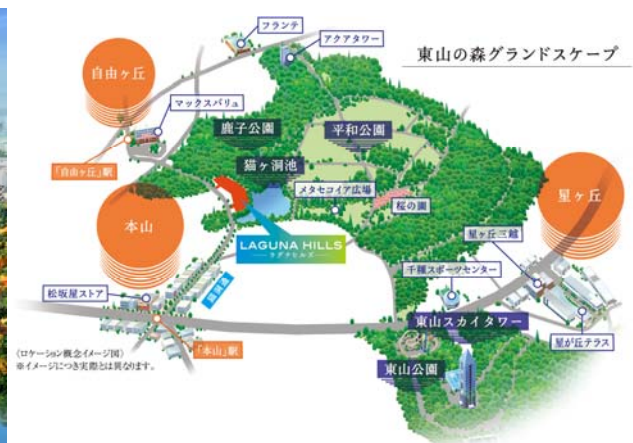 東山の森グランドスケープ
フランテ
アクアタワー
自由ヶ丘
マックスバリュ
「自由ヶ丘」駅
鹿子公園
平和公園
猫ヶ洞池
メタセコイア広場
桜の園
星ヶ丘
本山
LAGUNA HILLS
ラグナヒルズ
星ヶ丘三越
千種スポーツセンター
松坂屋ストア
猫洞通
東山スカイタワー
星が丘テラス
「本山」駅
東山公園
〈ロケーション概念イメージ図〉
※イメージにつき実際とは異なります。